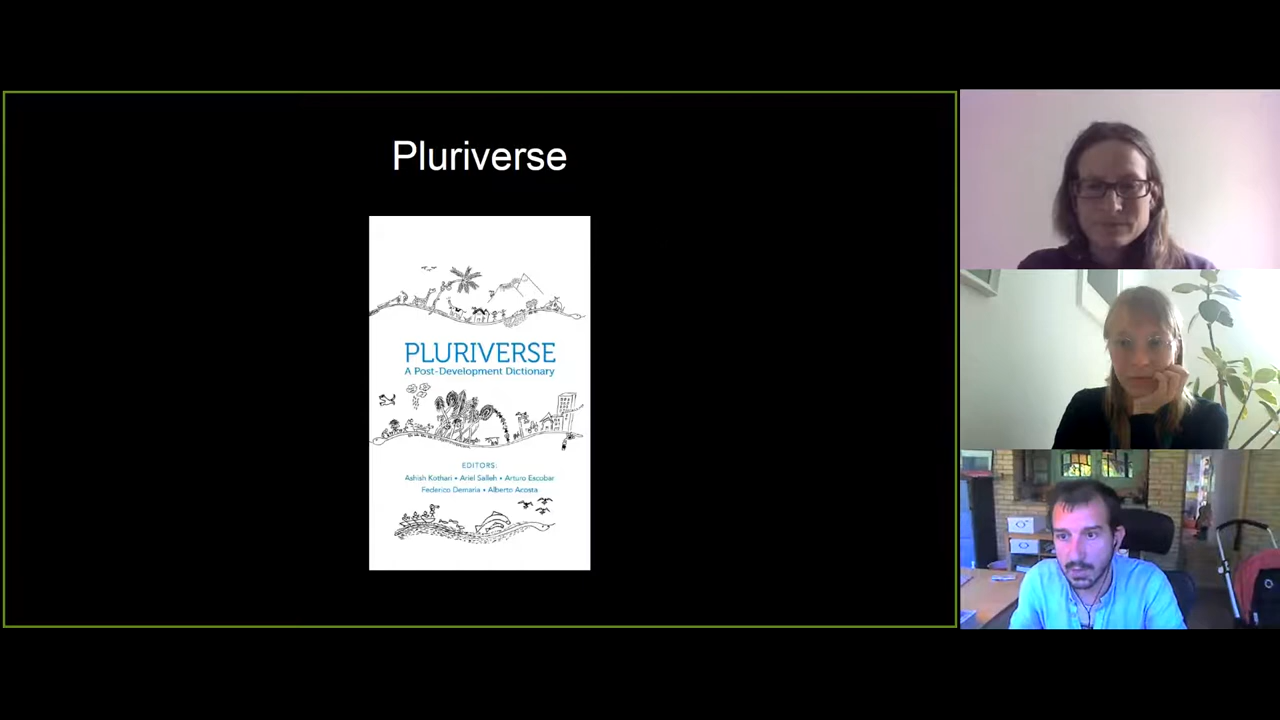 Pluriverse
PLURIVERSE
A Post-Development Dictionary
EDITORS:
Ashish Kothari • Ariel Salleh • Arturo Escobar
Federico Demaria • Alberto Acosta